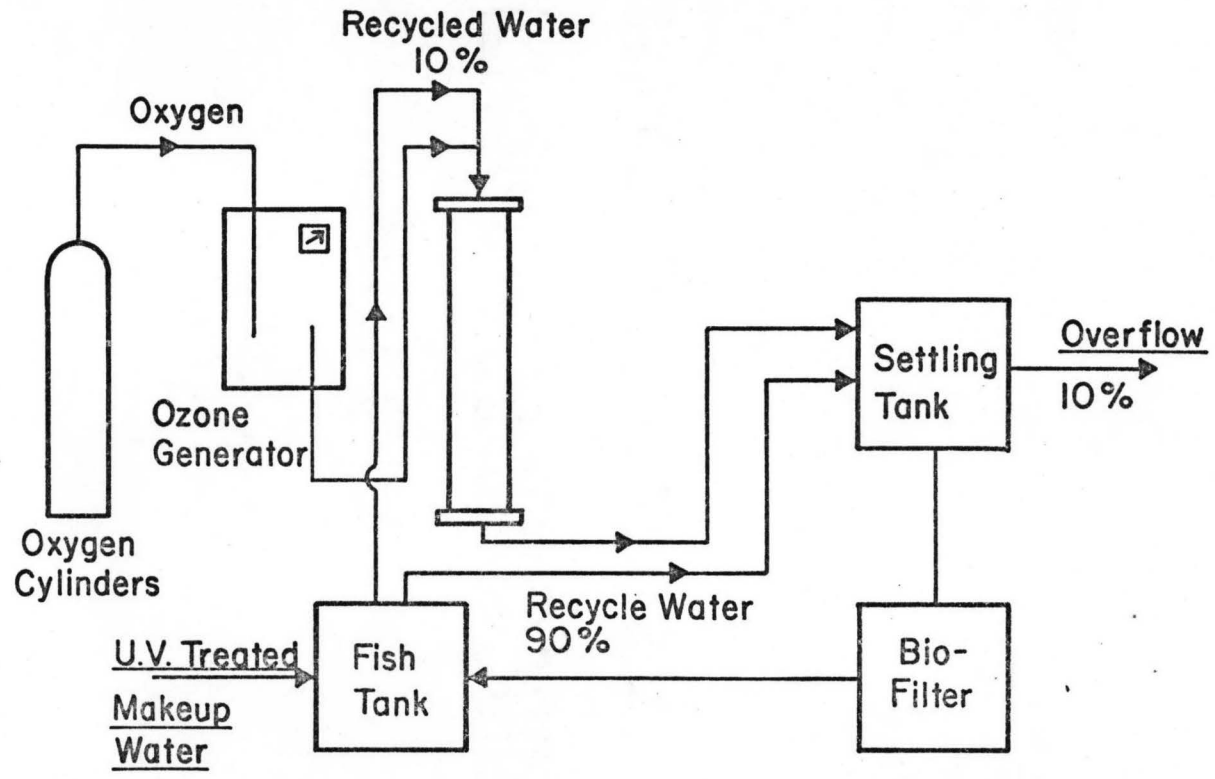 Recycled Water
10%
Oxygen
Ozone
Generator
Oxygen
Cylinders
Settling
Tank
Overflow
10%
Recycle Water
90%
U.V. Treated
Makeup
Water
Fish
Tank
Bio-
Filter